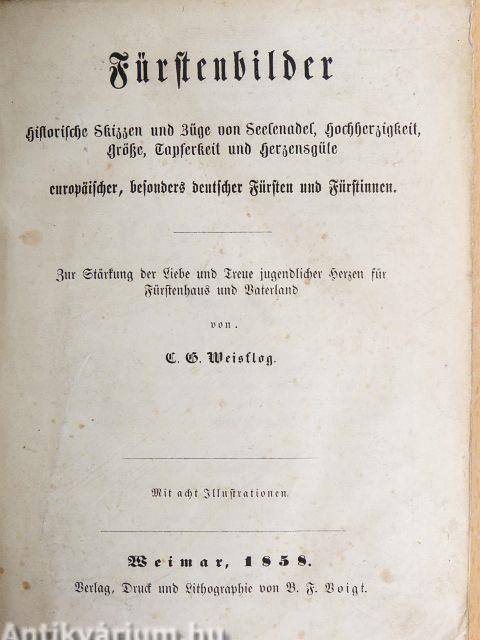 Fürstenbilder
Historische Skizzen und Züge von Seelenadel, Hochherzigkeit,
Größe, Tapferkeit und Herzensgüte
europäischer, besonders deutscher Fürsten und Fürstinnen.
Zur Stärkung der Liebe und Treue jugendlicher Herzen für
Fürstenhaus und Vaterland
von.
C. G. Weisflog.
Mit acht Illustrationen.
Weimar, 1858.
Verlag, Druck und Lithographie von B. F. Voigt.
Antikvárium.hu